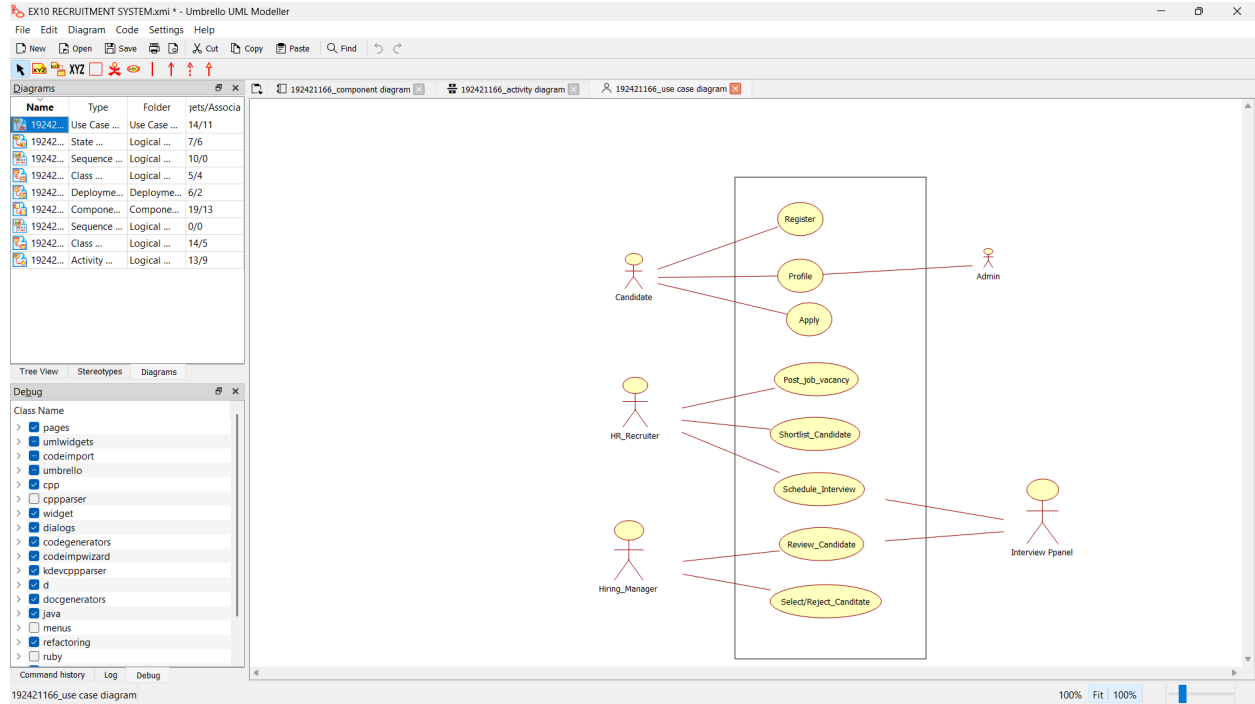 EX10 RECRUITMENT SYSTEM.xmi * - Umbrello UML Modeller
File Edit Diagram Code Settings Help
New Open Save Cut Copy Paste Find
XYZ XYZ
Diagrams
192421166_component diagram 192421166_activity diagram 192421166_use case diagram
Name Type Folder jets/Associa
19242... Use Case ... Use Case ... 14/11
19242... State ... Logical ... 7/6
19242... Sequence ... Logical ... 10/0
19242... Class ... Logical ... 5/4
19242... Deployme... Deployme... 6/2
19242... Compone... Compone... 19/13
19242... Sequence ... Logical ... 0/0
19242... Class ... Logical ... 14/5
19242... Activity ... Logical ... 13/9
Tree View Stereotypes Diagrams
Debug
Class Name
pages
umlwidgets
codeimport
umbrello
cpp
cppparser
widget
dialogs
codegenerators
codeimpwizard
kdevcppparser
d
docgenerators
java
menus
refactoring
ruby
Command history Log Debug
Register
Profile
Apply
Candidate
Admin
Post_job_vacancy
Shortlist_Candidate
HR_Recruiter
Schedule_Interview
Review_Candidate
Interview Ppanel
Hiring_Manager
Select/Reject_Canditate
192421166_use case diagram
100% Fit 100%